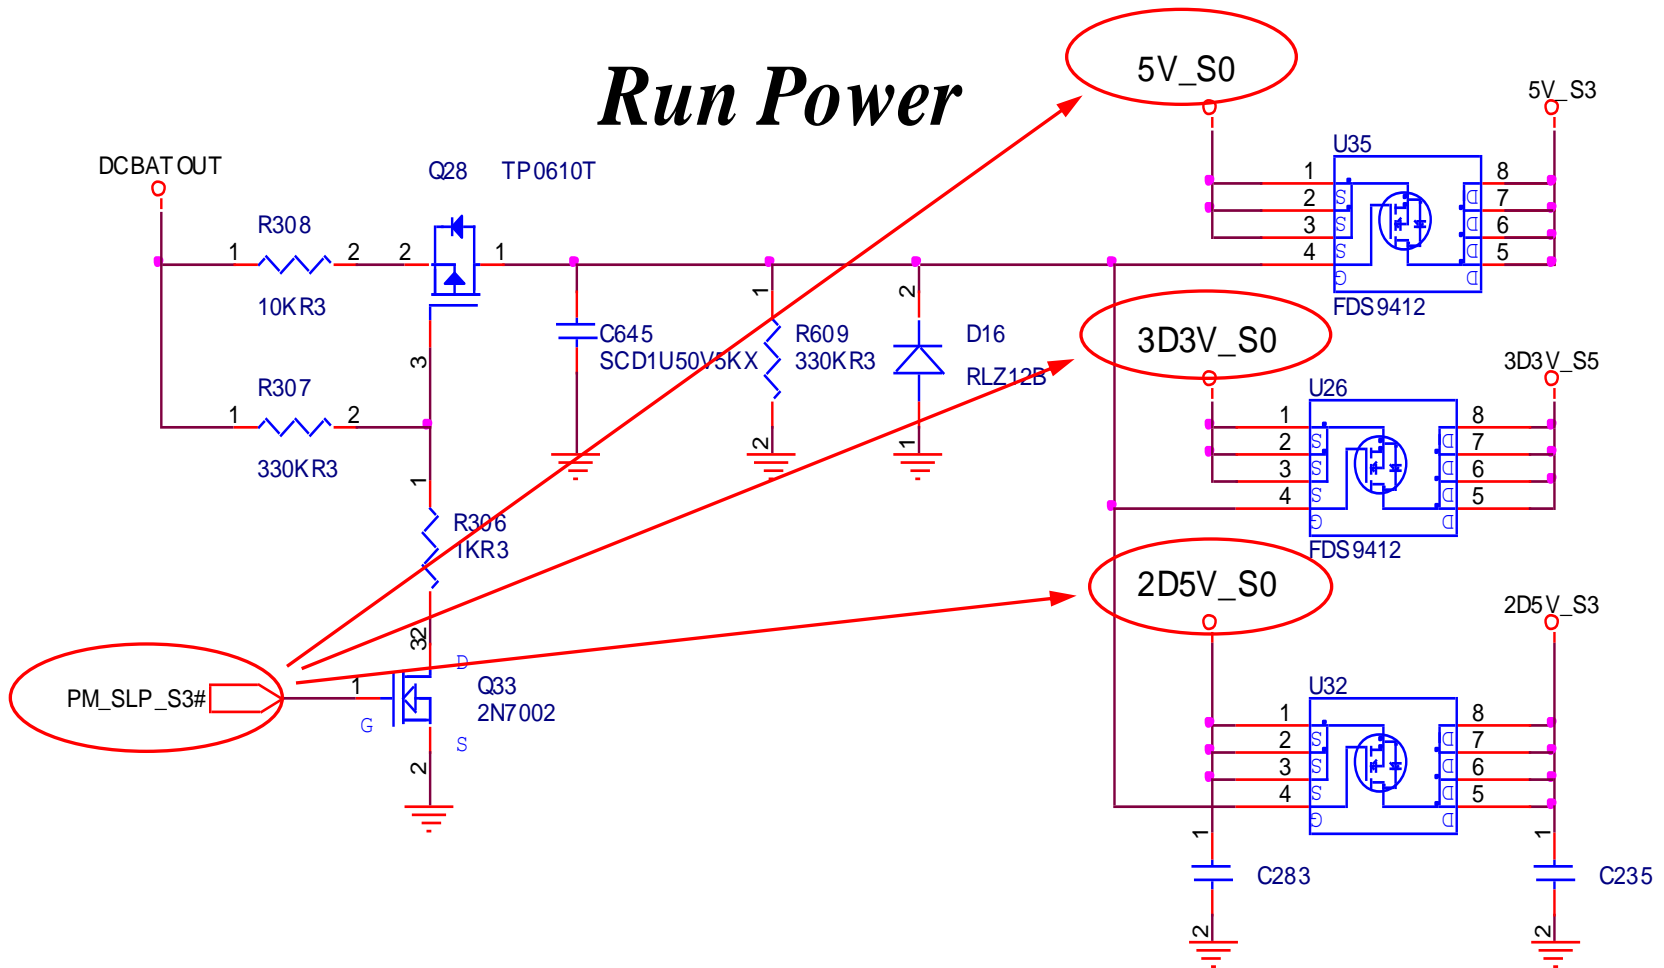 Run Power
5V_S0
5V_S3
DCBATOUT
Q28 TP0610T
U35
R308
1 2 2 1
10KR3
1 8
2 7
3 6
4 5
S S S G
D D D D
FDS9412
3
C645
SCD1U50V5KX
1
R609
330KR3
2
2
D16
RLZ12B
1
3D3V_S0
3D3V_S5
R307
1 2
330KR3
U26
1 8
2 7
3 6
4 5
S S S G
D D D D
FDS9412
1
R306
1KR3
2
3
2D5V_S0
2D5V_S3
PM_SLP_S3#
1
G
D
S
Q33
2N7002
2
U32
1 8
2 7
3 6
4 5
S S S G
D D D D
1
C283
2
1
C235
2